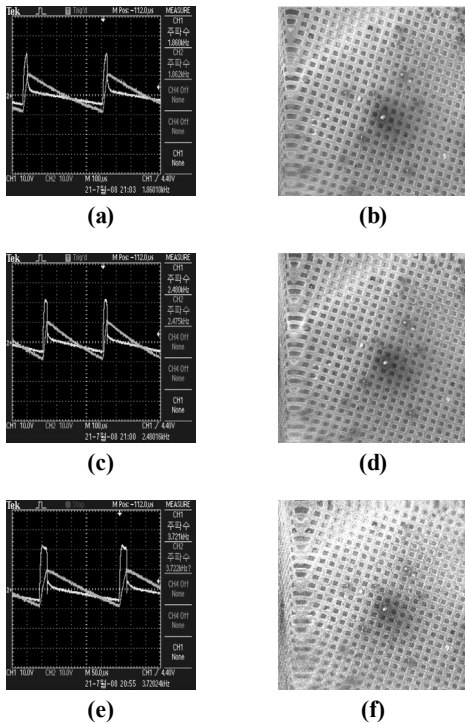 Tek Trig'd M Pos: -112.0µs MEASURE
CH1
주파수
1.860kHz
CH2
주파수
1.862kHz
CH4 Off
None
CH4 Off
None
CH1
None
CH1 10.0V CH2 10.0V M 100µs CH1 / 4.40V
21-7월-08 21:03 1.86018kHz
(a)
(b)
Tek Trig'd M Pos: -112.0µs MEASURE
CH1
주파수
2.480kHz
CH2
주파수
2.475kHz
CH4 Off
None
CH4 Off
None
CH1
None
CH1 10.0V CH2 10.0V M 100µs CH1 / 4.40V
21-7월-08 21:00 2.48016kHz
(c)
(d)
Tek Stop M Pos: -112.0µs MEASURE
CH1
주파수
3.721kHz
CH2
주파수
3.722kHz?
CH4 Off
None
CH4 Off
None
CH1
None
CH1 10.0V CH2 10.0V M 50.0µs CH1 / 4.40V
21-7월-08 20:55 3.72024kHz
(e)
(f)